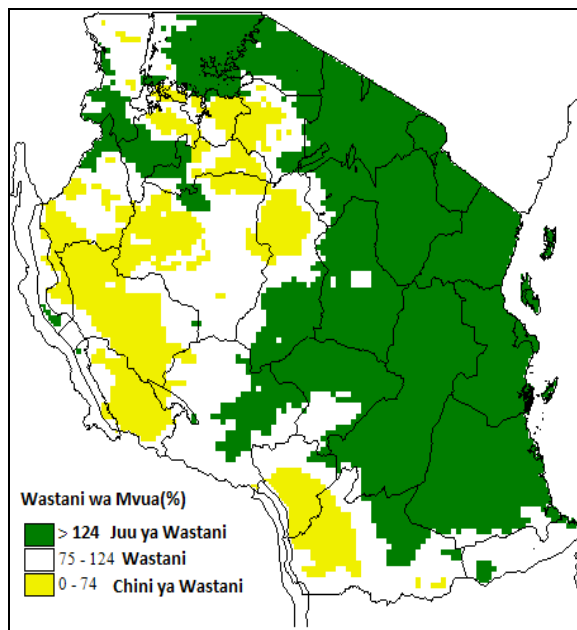 Wastani wa Mvua(%)
> 124 Juu ya Wastani
75 - 124 Wastani
0 - 74 Chini ya Wastani